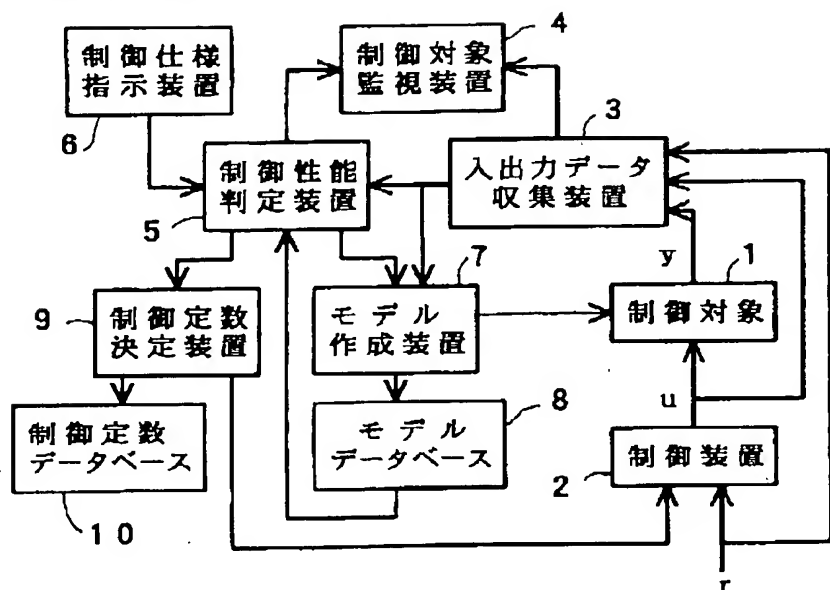 制御仕様
指示装置
6
制御対象
監視装置
4
制御性能
判定装置
5
入出力データ
収集装置
3
y
制御対象
1
制御定数
決定装置
9
モデル
作成装置
7
u
制御定数
データベース
10
モデル
データベース
8
制御装置
2
r